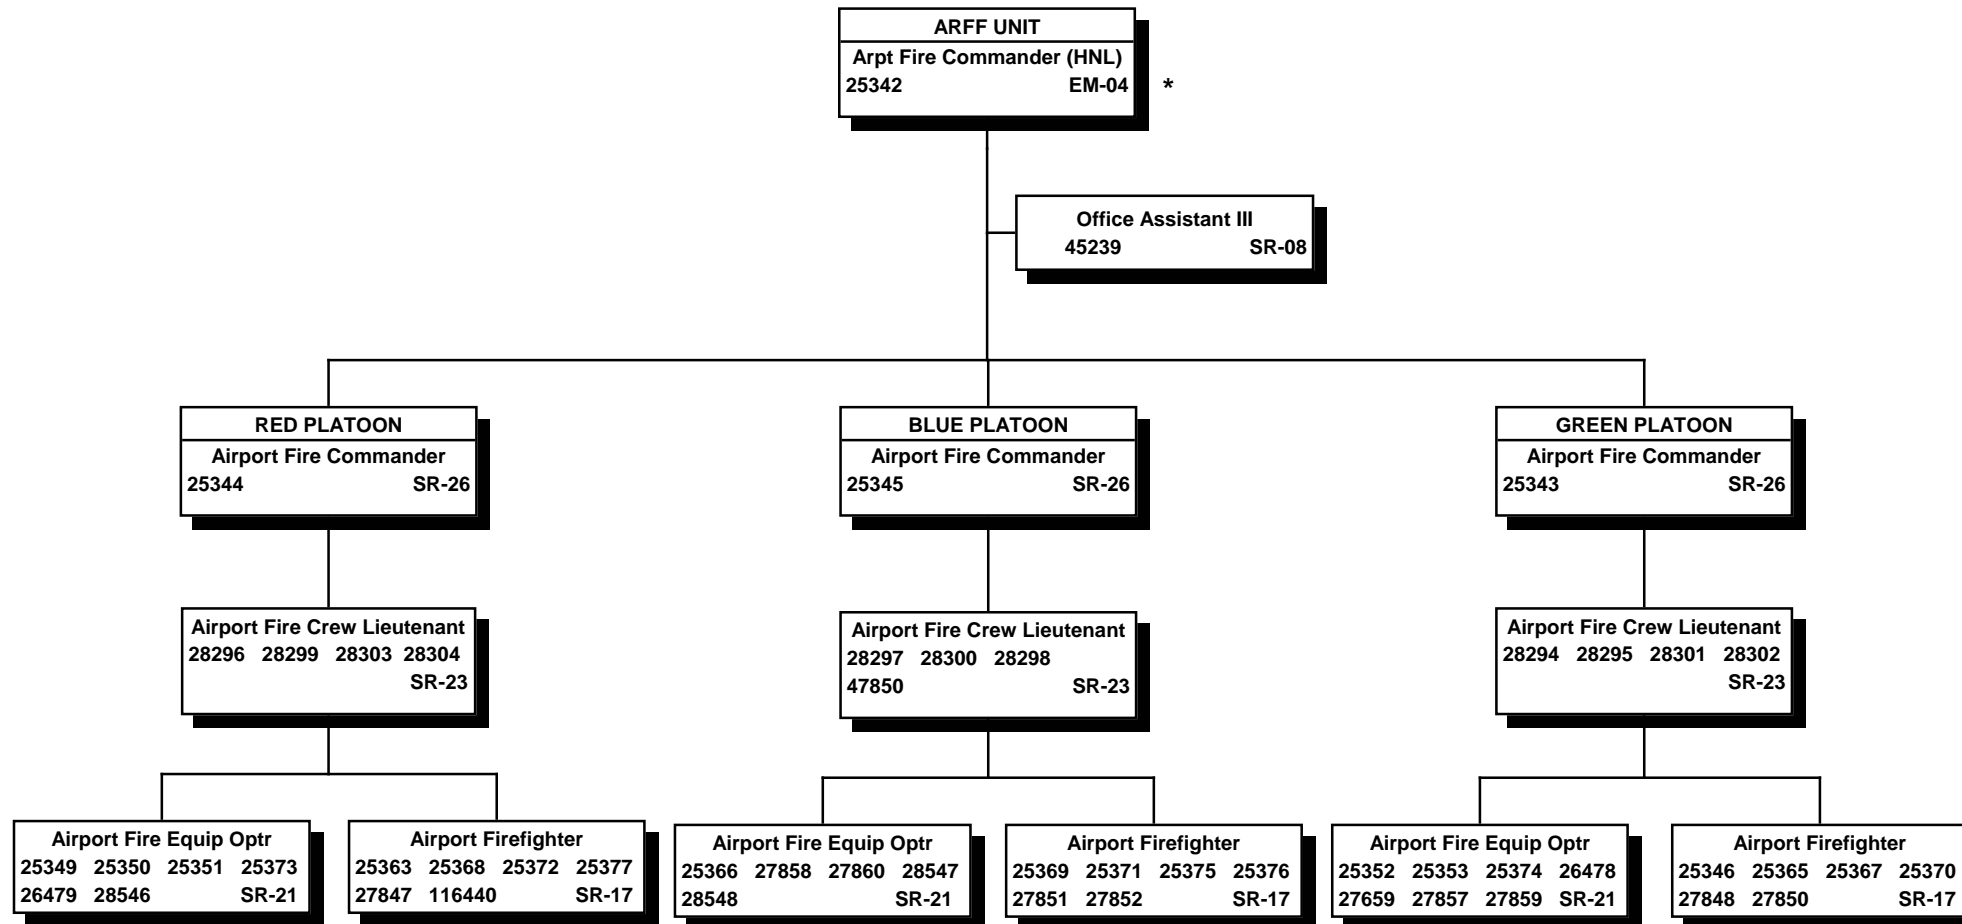 ARFF UNIT
Arpt Fire Commander (HNL)
25342 EM-04 *
Office Assistant III
45239 SR-08
RED PLATOON
Airport Fire Commander
25344 SR-26
BLUE PLATOON
Airport Fire Commander
25345 SR-26
GREEN PLATOON
Airport Fire Commander
25343 SR-26
Airport Fire Crew Lieutenant
28296 28299 28303 28304
SR-23
Airport Fire Crew Lieutenant
28297 28300 28298
47850 SR-23
Airport Fire Crew Lieutenant
28294 28295 28301 28302
SR-23
Airport Fire Equip Optr
25349 25350 25351 25373
26479 28546 SR-21
Airport Firefighter
25363 25368 25372 25377
27847 116440 SR-17
Airport Fire Equip Optr
25366 27858 27860 28547
28548 SR-21
Airport Firefighter
25369 25371 25375 25376
27851 27852 SR-17
Airport Fire Equip Optr
25352 25353 25374 26478
27659 27857 27859 SR-21
Airport Firefighter
25346 25365 25367 25370
27848 27850 SR-17